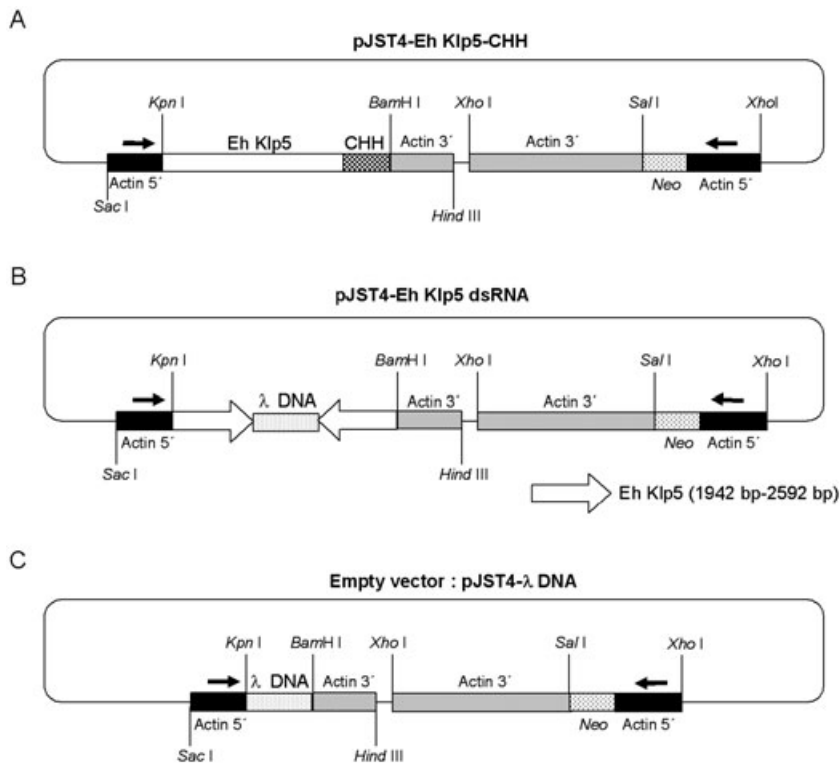 A
pJST4-Eh Klp5-CHH
Kpn I
BamH I
Xho I
Sal I
XhoI
Eh Klp5
CHH
Actin 3´
Actin 3´
Actin 5´
Neo
Actin 5´
Sac I
Hind III
B
pJST4-Eh Klp5 dsRNA
Kpn I
BamH I
Xho I
Sal I
Xho I
λ DNA
Actin 3´
Actin 3´
Actin 5´
Neo
Actin 5´
Sac I
Hind III
Eh Klp5 (1942 bp-2592 bp)
C
Empty vector : pJST4-λ DNA
Kpn I
BamH I
Xho I
Sal I
Xho I
λ DNA
Actin 3´
Actin 3´
Actin 5´
Neo
Actin 5´
Sac I
Hind III